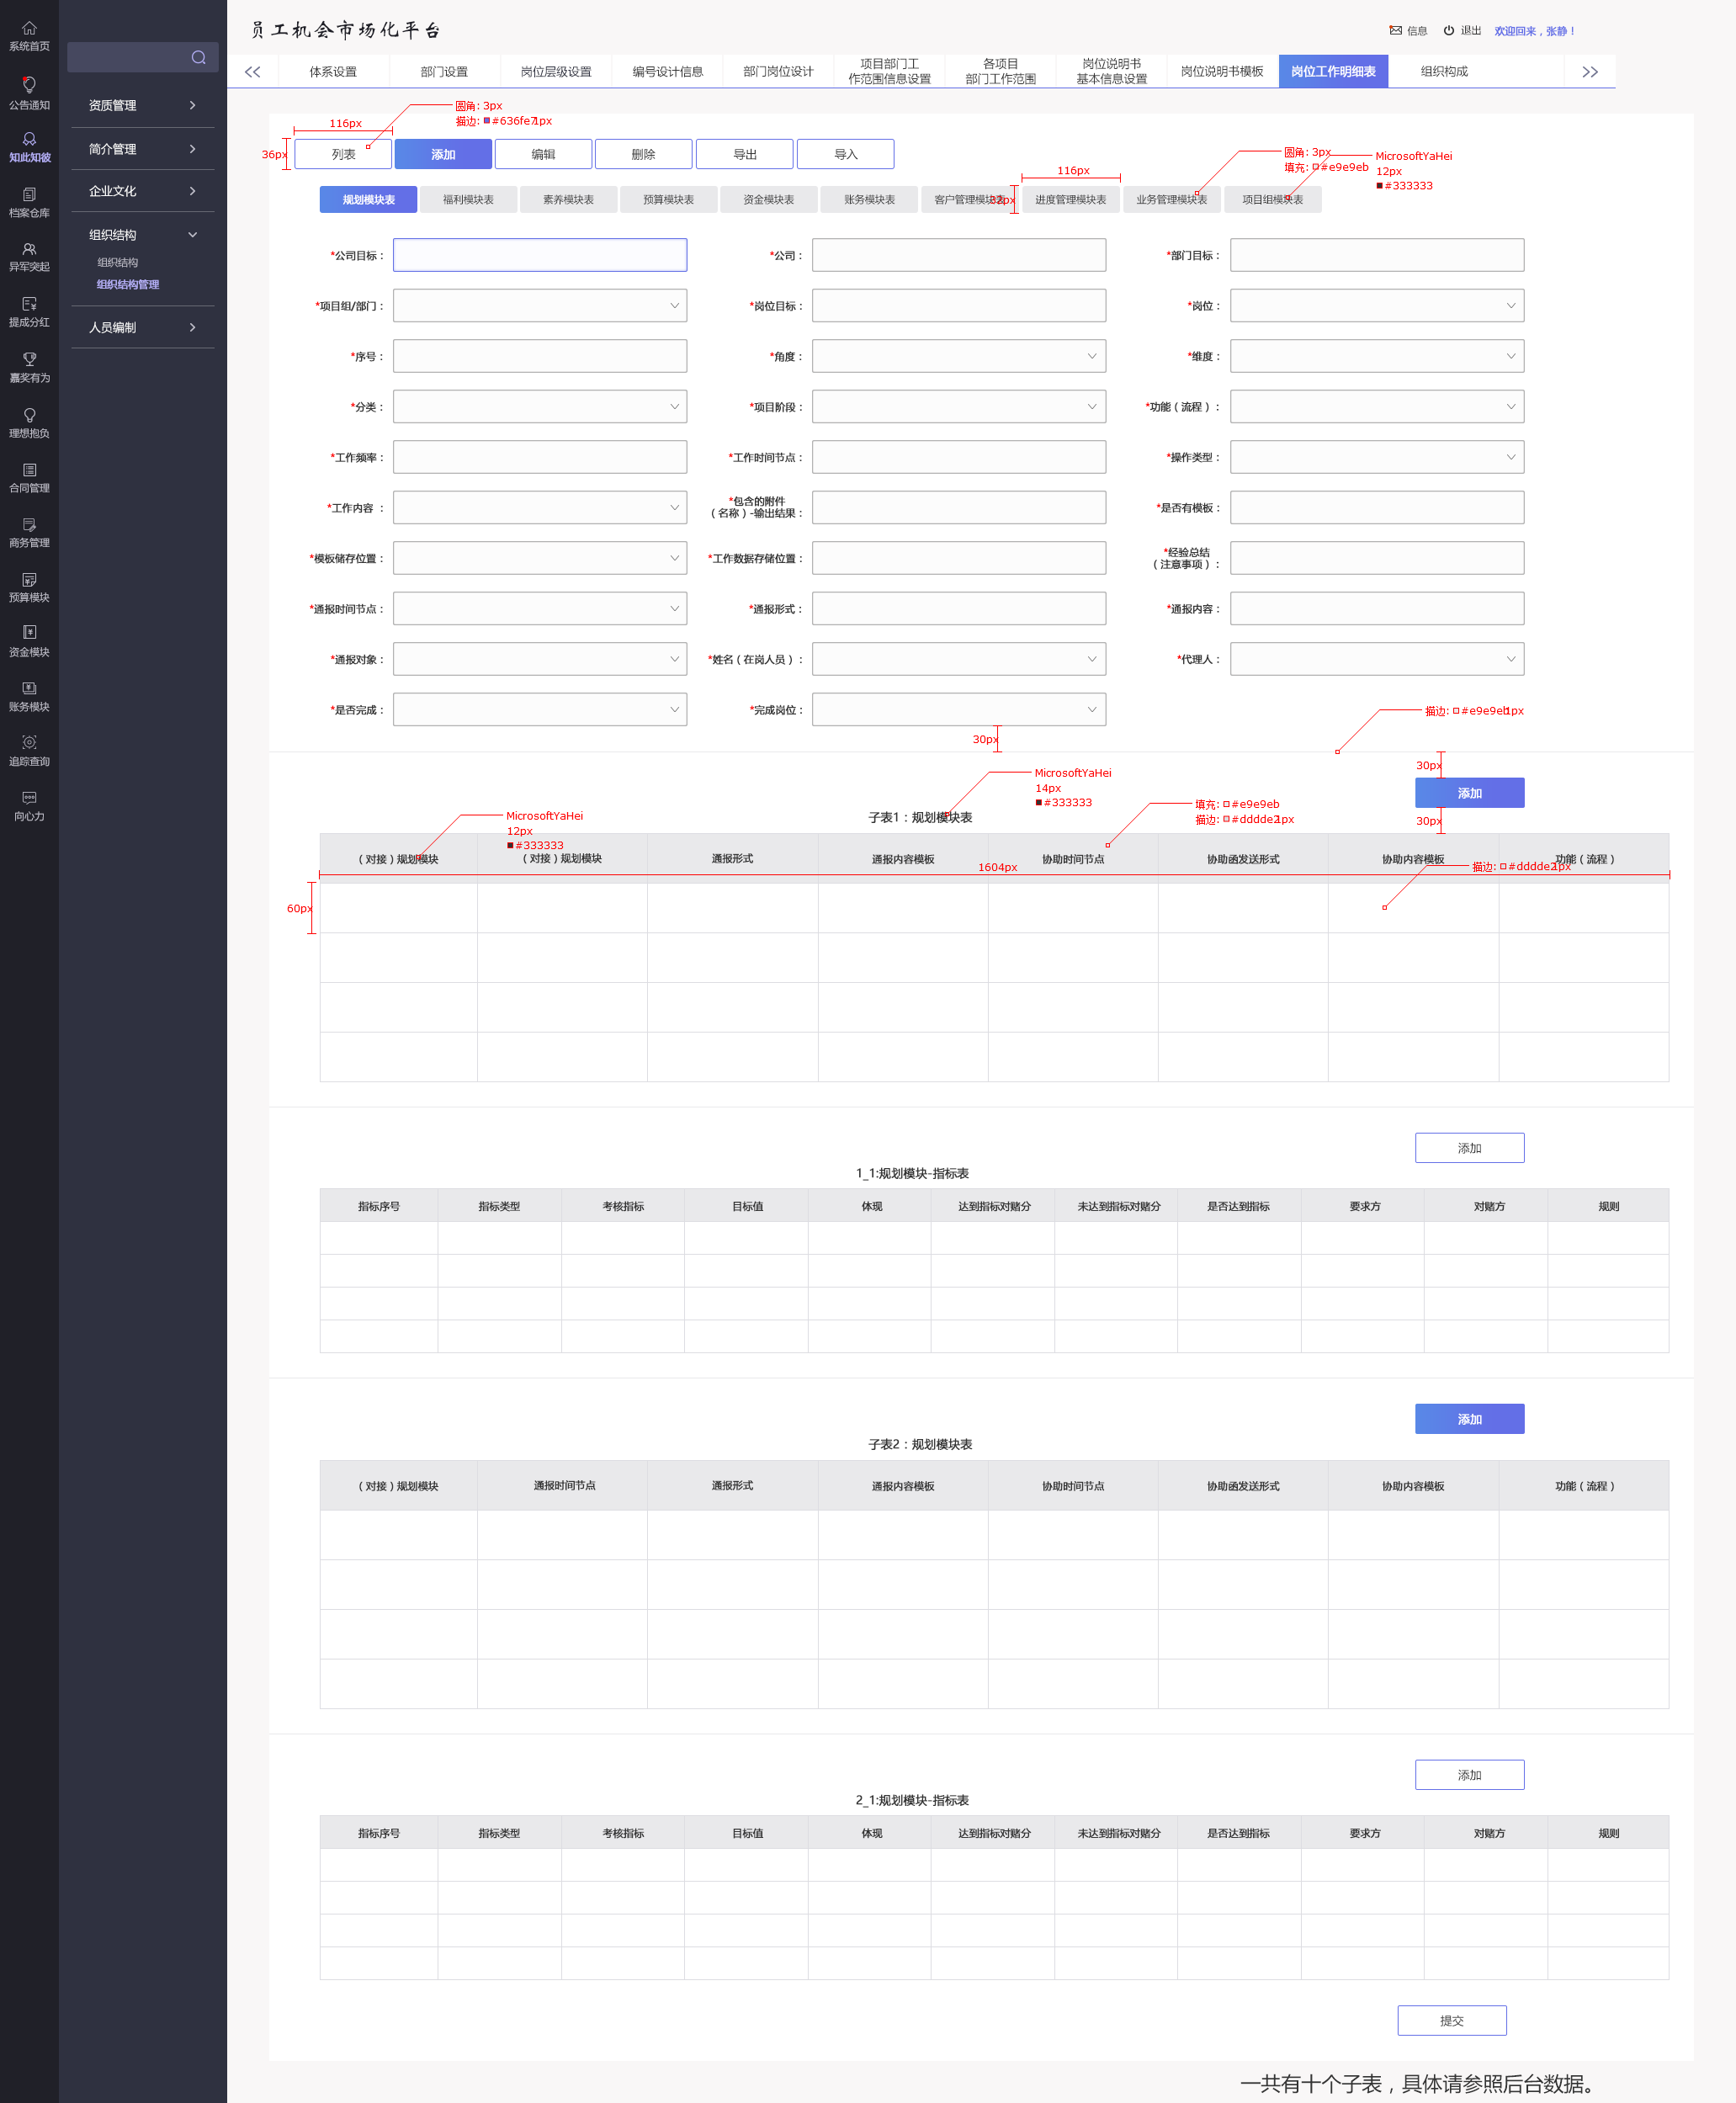 员工机会市场化平台
信息
退出
欢迎回来，张静！
系统首页
公告通知
知此知彼
档案仓库
异军突起
提成分红
嘉奖有为
理想抱负
合同管理
商务管理
预算模块
资金模块
账务模块
追踪查询
向心力
资质管理
简介管理
企业文化
组织结构
组织结构
组织结构管理
人员编制
体系设置
部门设置
岗位层级设置
编号设计信息
部门岗位设计
项目部门工
作范围信息设置
各项目
部门工作范围
岗位说明书
基本信息设置
岗位说明书模板
岗位工作明细表
组织构成
116px
圆角: 3px
描边: #636fe7 1px
36px
列表
添加
编辑
删除
导出
导入
116px
圆角: 3px
填充: #e9e9eb
MicrosoftYaHei
12px
#333333
规划模块表
福利模块表
素养模块表
预算模块表
资金模块表
账务模块表
客户管理模块表
进度管理模块表
业务管理模块表
项目组模块表
*公司目标：
*公司：
*部门目标：
*项目组/部门：
*岗位目标：
*岗位：
*序号：
*角度：
*维度：
*分类：
*项目阶段：
*功能（流程）：
*工作频率：
*工作时间节点：
*操作类型：
*工作内容 ：
*包含的附件
（名称）-输出结果：
*是否有模板：
*模板储存位置：
*工作数据存储位置：
*经验总结
（注意事项）：
*通报时间节点：
*通报形式：
*通报内容：
*通报对象：
*姓名（在岗人员）：
*代理人：
*是否完成：
*完成岗位：
描边: #e9e9eb 1px
30px
30px
添加
30px
MicrosoftYaHei
14px
#333333
子表1：规划模块表
MicrosoftYaHei
12px
#333333
填充: #e9e9eb
描边: #dddde2 1px
（对接）规划模块
（对接）规划模块
通报形式
通报内容模板
协助时间节点
协助函发送形式
协助内容模板
功能（流程）
1604px
描边: #dddde2 1px
60px
添加
1_1:规划模块-指标表
指标序号
指标类型
考核指标
目标值
体现
达到指标对赌分
未达到指标对赌分
是否达到指标
要求方
对赌方
规则
添加
子表2：规划模块表
（对接）规划模块
通报时间节点
通报形式
通报内容模板
协助时间节点
协助函发送形式
协助内容模板
功能（流程）
添加
2_1:规划模块-指标表
指标序号
指标类型
考核指标
目标值
体现
达到指标对赌分
未达到指标对赌分
是否达到指标
要求方
对赌方
规则
提交
一共有十个子表，具体请参照后台数据。